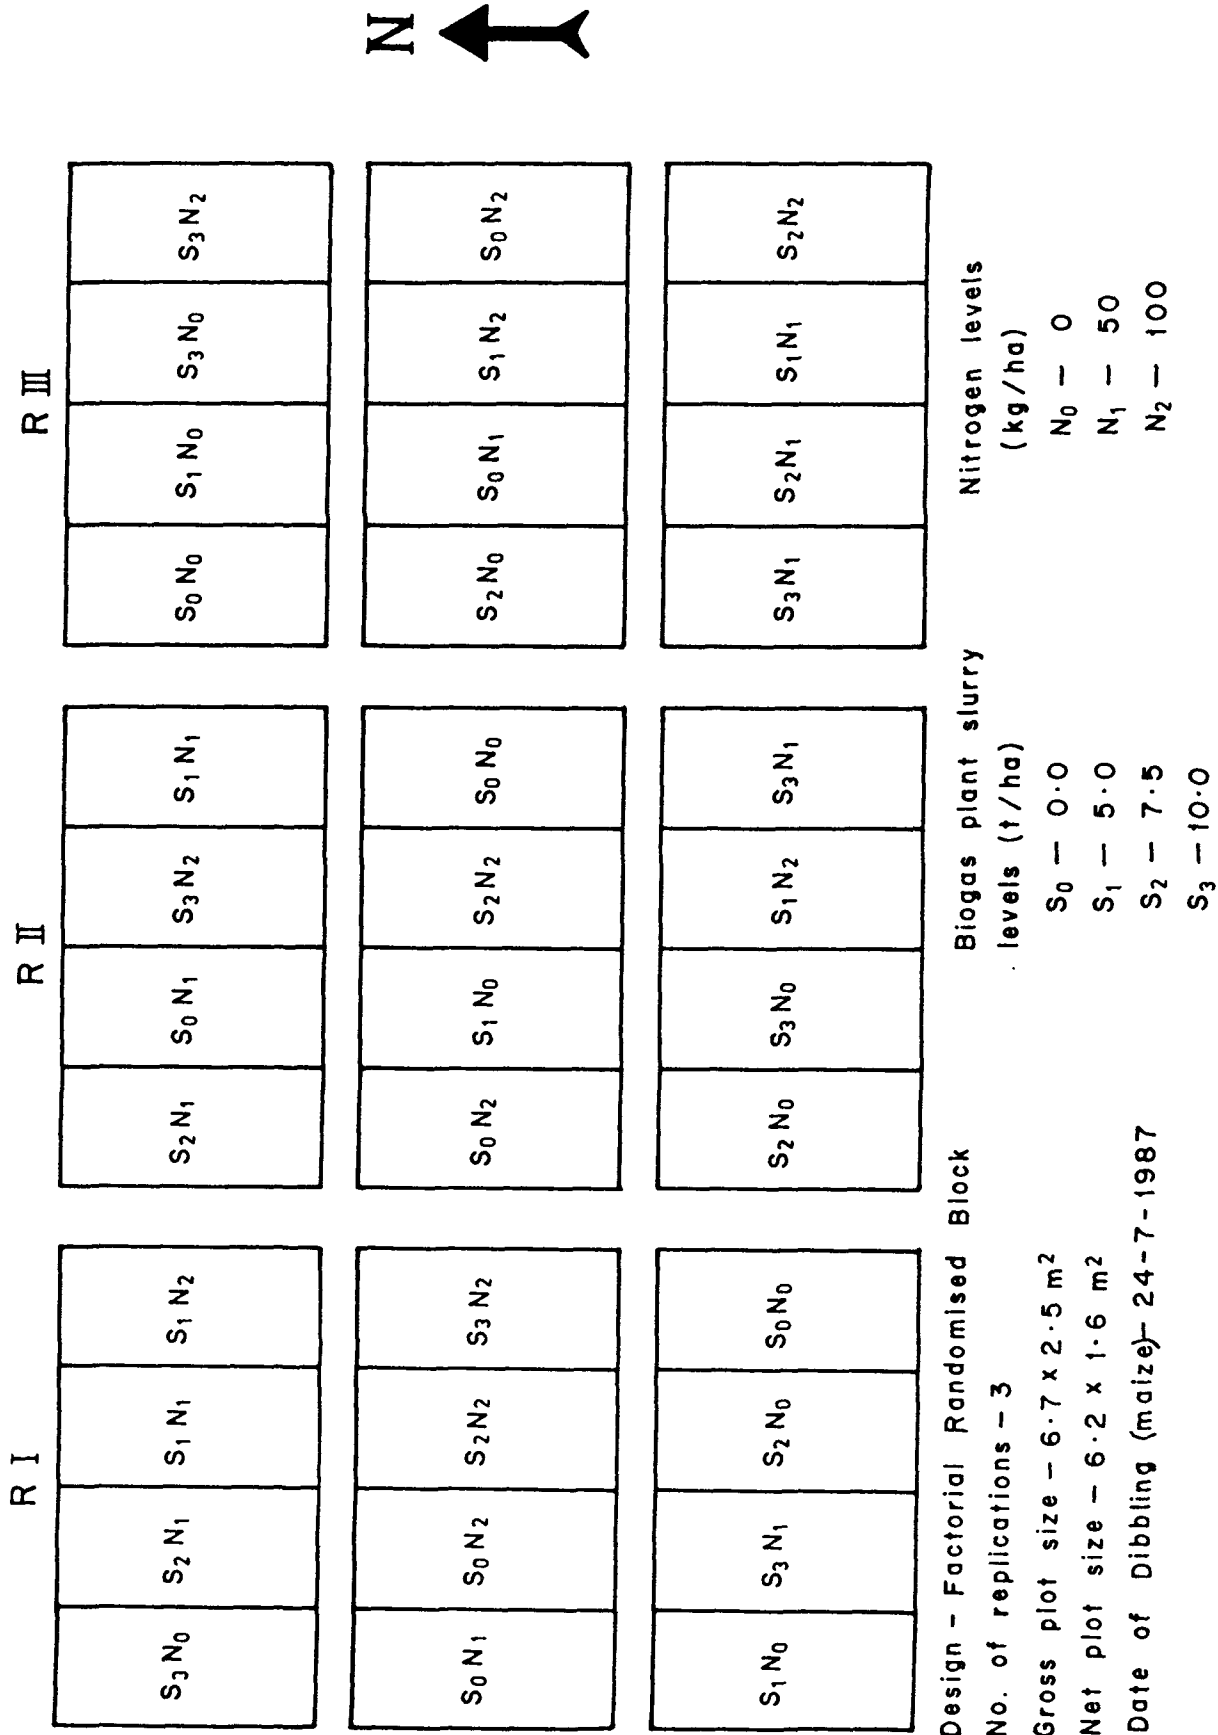 N
R I
R II
R III
S3N0 S2N1 S1N1 S1N2
S0N1 S0N2 S2N2 S3N2
S1N0 S3N1 S2N0 S0N0
S2N1 S0N1 S3N2 S1N1
S0N2 S1N0 S2N2 S0N0
S2N0 S3N0 S1N2 S3N1
S0N0 S1N0 S3N0 S3N2
S2N0 S0N1 S1N2 S0N2
S3N1 S2N1 S1N1 S2N2
Design - Factorial Randomised Block
No. of replications - 3
Gross plot size - 6.7 x 2.5 m²
Net plot size - 6.2 x 1.6 m²
Date of Dibbling (maize) - 24-7-1987
Biogas plant slurry
levels (t/ha)
S0 - 0.0
S1 - 5.0
S2 - 7.5
S3 - 10.0
Nitrogen levels
(kg/ha)
N0 - 0
N1 - 50
N2 - 100